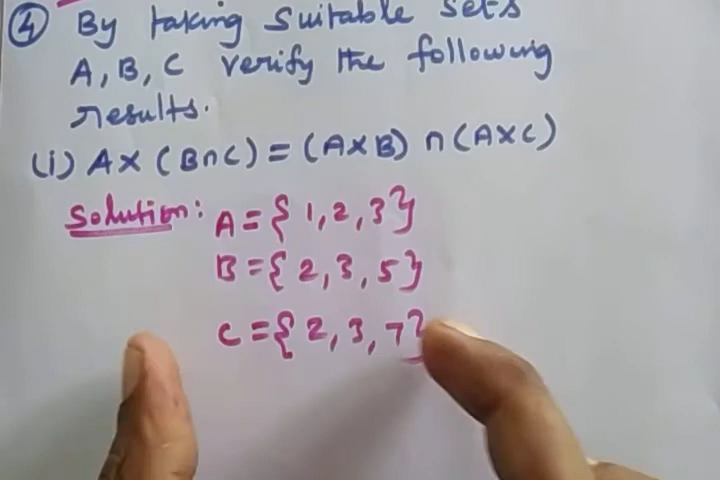 ④ By taking suitable sets
A, B, C verify the following
results.
(i) A × (B∩C) = (A×B) ∩ (A×C)
Solution: A = { 1, 2, 3 }
B = { 2, 3, 5 }
C = { 2, 3, 7 }